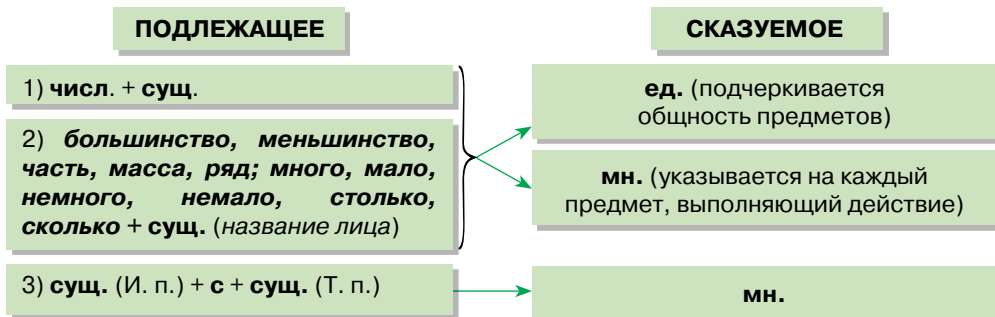 ПОДЛЕЖАЩЕЕ
1) числ. + сущ.
2) большинство, меньшинство,
часть, масса, ряд; много, мало,
немного, немало, столько,
сколько + сущ. (название лица)
3) сущ. (И. п.) + с + сущ. (Т. п.)
СКАЗУЕМОЕ
ед. (подчеркивается
общность предметов)
мн. (указывается на каждый
предмет, выполняющий действие)
мн.